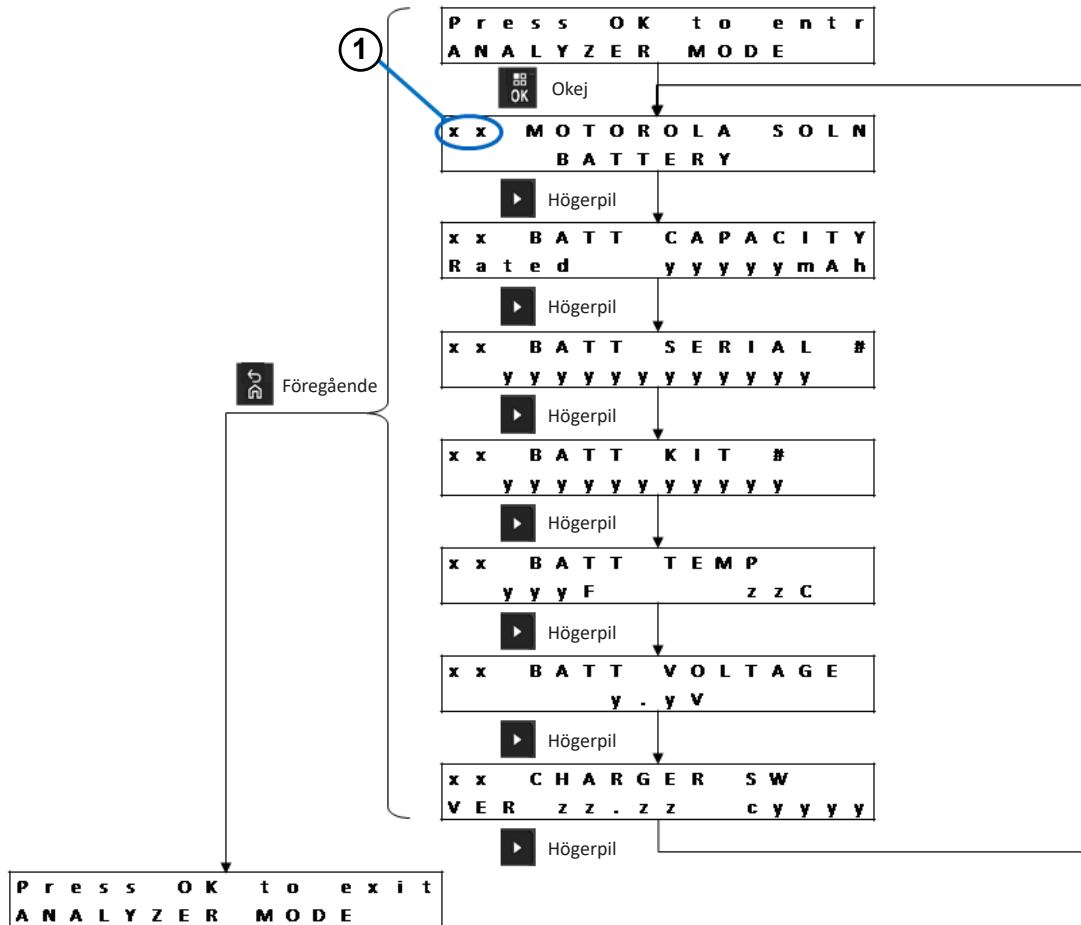 Press OK to entr
ANALYZER MODE
1
OK Okej
xx MOTOROLA SOLN
BATTERY
Högerpil
xx BATT CAPACITY
Rated yyyyymAh
Högerpil
xx BATT SERIAL #
yyyyyyyyyyyy
Föregående
Högerpil
xx BATT KIT #
yyyyyyyyyyy
Högerpil
xx BATT TEMP
yyyF zzC
Högerpil
xx BATT VOLTAGE
y.yV
Högerpil
xx CHARGER SW
VER zz.zz cyyyy
Högerpil
Press OK to exit
ANALYZER MODE